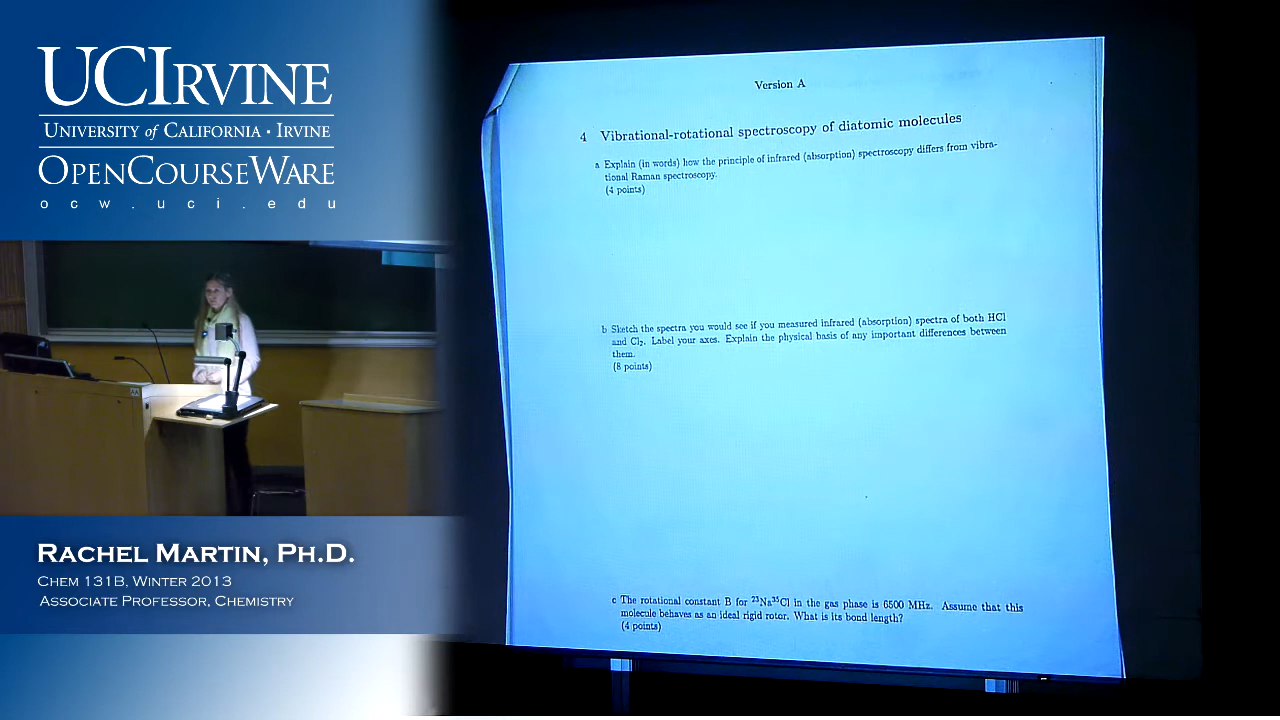 UCIRVINE
UNIVERSITY of CALIFORNIA · IRVINE
OPENCOURSEWARE
ocw.uci.edu
RACHEL MARTIN, PH.D.
CHEM 131B, WINTER 2013
ASSOCIATE PROFESSOR, CHEMISTRY
Version A
4 Vibrational-rotational spectroscopy of diatomic molecules
a Explain (in words) how the principle of infrared (absorption) spectroscopy differs from vibra-
tional Raman spectroscopy.
(4 points)
b Sketch the spectra you would see if you measured infrared (absorption) spectra of both HCl
and Cl₂. Label your axes. Explain the physical basis of any important differences between
them.
(8 points)
c The rotational constant B for ²³Na³⁵Cl in the gas phase is 6500 MHz. Assume that this
molecule behaves as an ideal rigid rotor. What is its bond length?
(4 points)